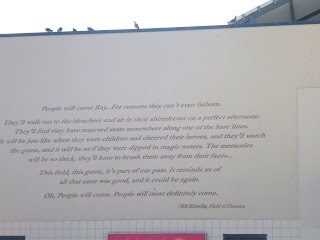 People will come Ray...For reasons they can't even fathom.
They'll walk out to the bleachers and sit in their shirtsleeves on a perfect afternoon.
They'll find they have reserved seats somewhere along one of the base lines.
It will be just like when they were children and cheered their heroes, and they'll watch
the game, and it will be as if they were dipped in magic waters. The memories
will be so thick, they'll have to brush them away from their faces...
This field, this game, it's part of our past. It reminds us of
all that once was good, and it could be again.
Oh, People will come. People will most definitely come.
-WP Kinsella, Field of Dreams